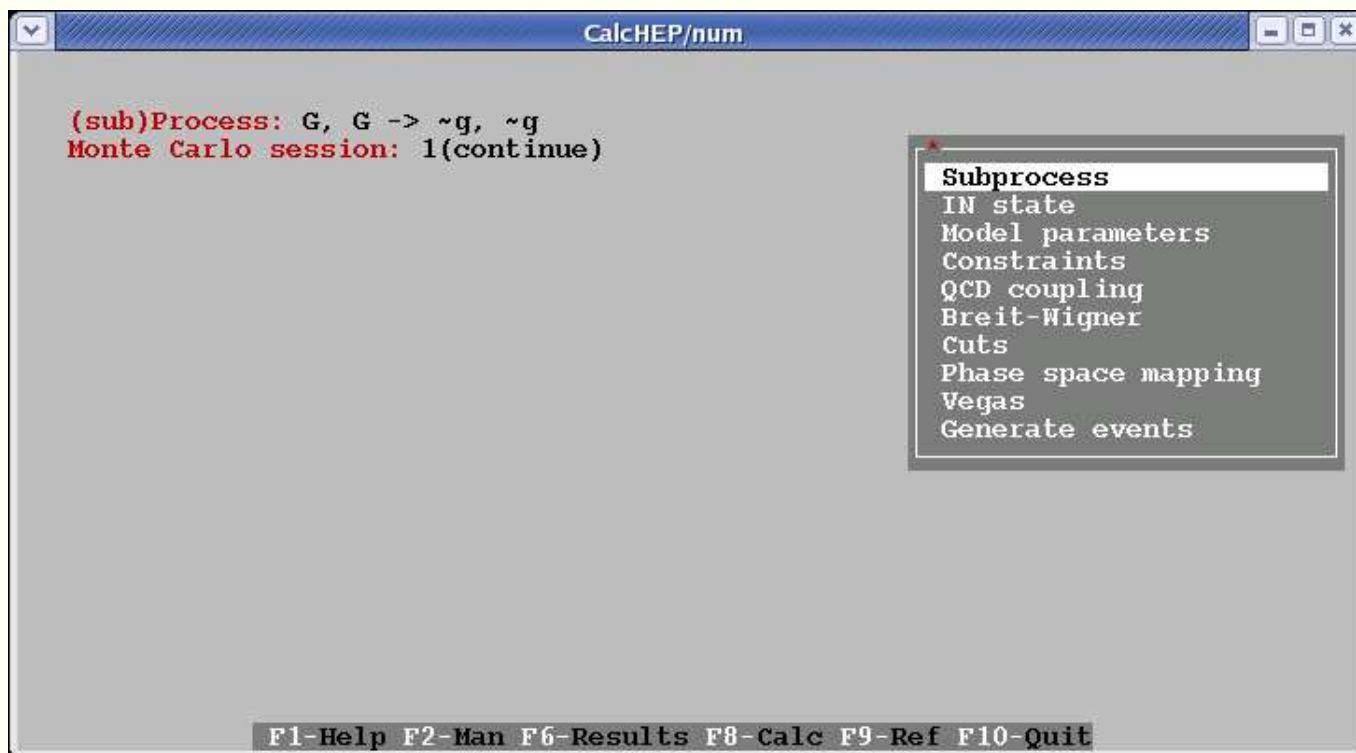 CalcHEP/num
(sub)Process: G, G -> ~g, ~g
Monte Carlo session: 1(continue)
Subprocess
IN state
Model parameters
Constraints
QCD coupling
Breit-Wigner
Cuts
Phase space mapping
Vegas
Generate events
F1-Help F2-Man F6-Results F8-Calc F9-Ref F10-Quit